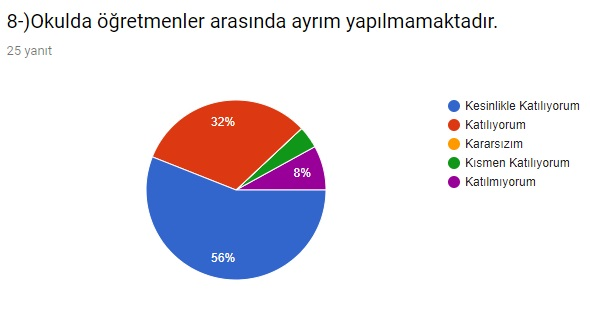 8-)Okulda öğretmenler arasında ayrım yapılmamaktadır.
25 yanıt
32%
8%
56%
Kesinlikle Katılıyorum
Katılıyorum
Kararsızım
Kısmen Katılıyorum
Katılmıyorum